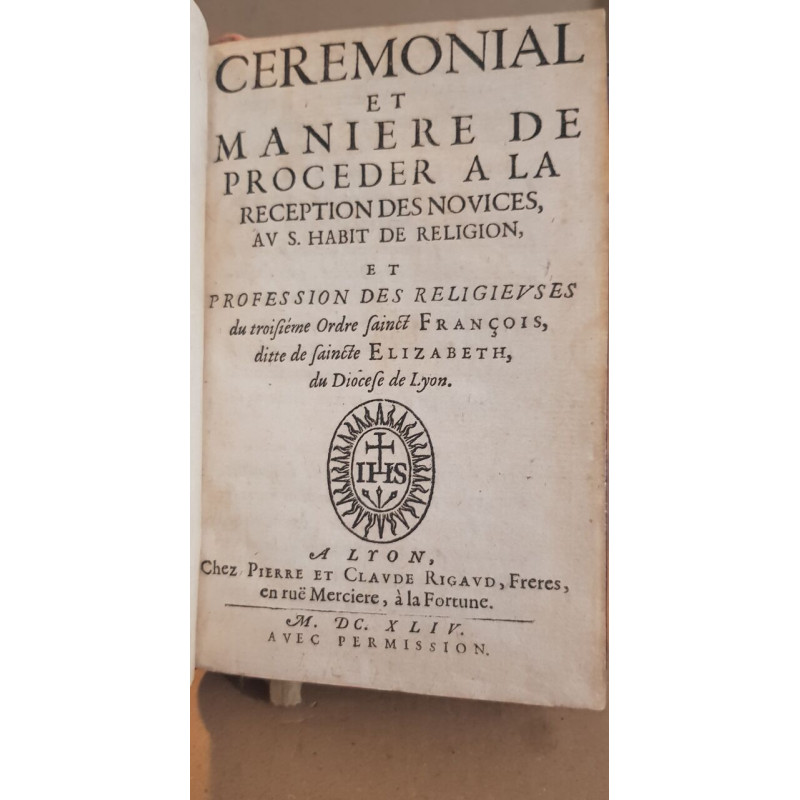 CEREMONIAL
ET
MANIERE DE
PROCEDER A LA
RECEPTION DES NOVICES,
AV S. HABIT DE RELIGION,
ET
PROFESSION DES RELIGIEVSES
du troiſiéme Ordre ſainct FRANÇOIS,
ditte de ſaincte ELIZABETH,
du Dioceſe de Lyon.
IHS
A LYON,
Chez PIERRE ET CLAVDE RIGAVD, Freres,
en ruë Merciere, à la Fortune.
M. DC. XLIV.
AVEC PERMISSION.